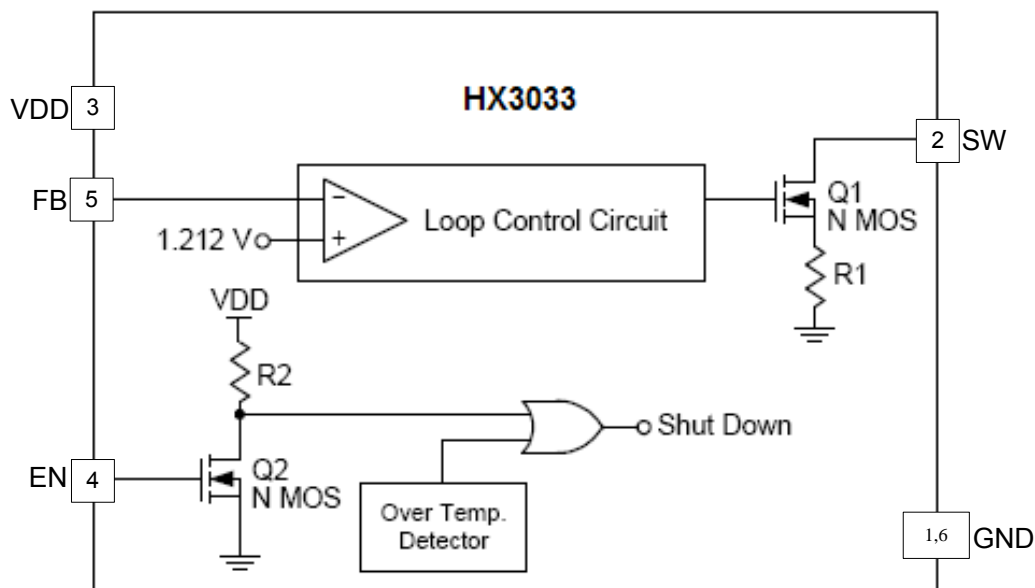 HX3033
VDD 3
2 SW
FB 5
−
Loop Control Circuit
Q1
N MOS
1.212 V
+
R1
VDD
R2
Shut Down
EN 4
Q2
N MOS
Over Temp.
Detector
1,6 GND